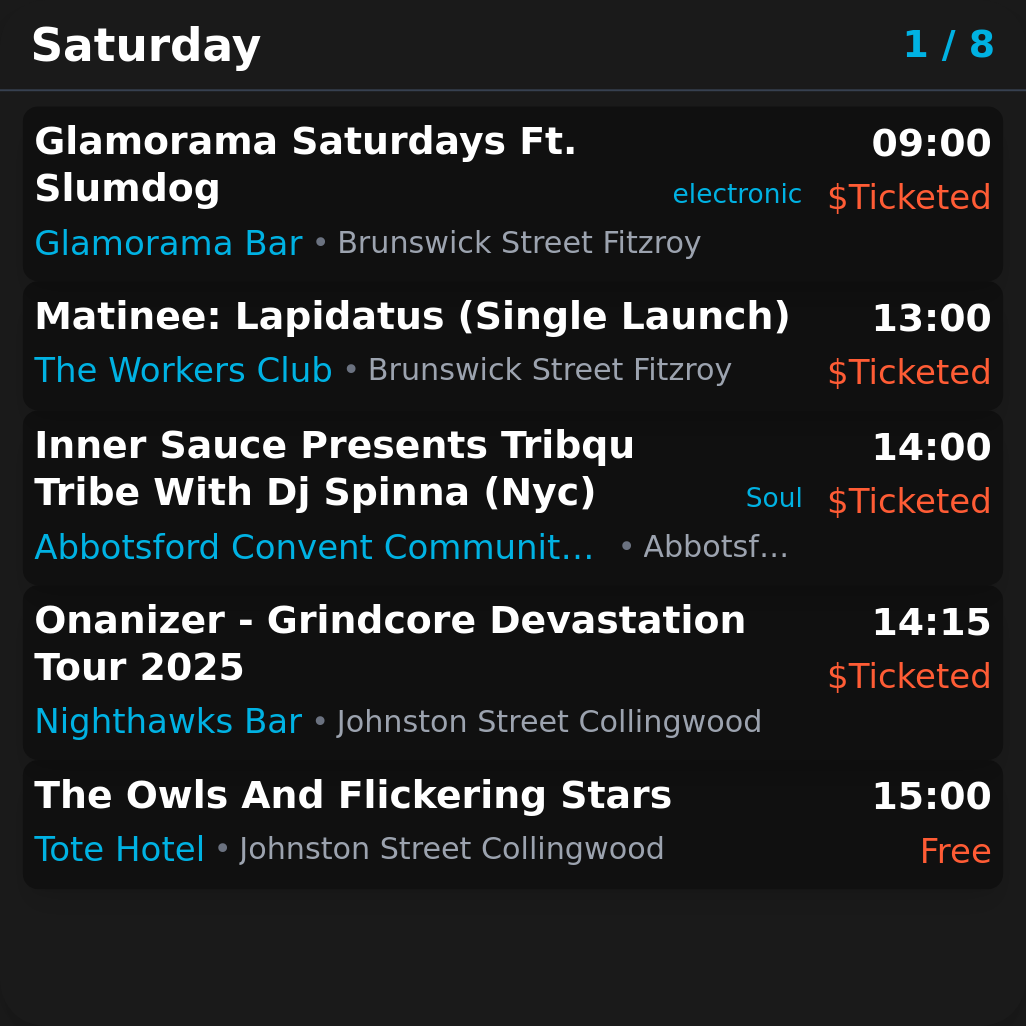 Saturday
1 / 8
Glamorama Saturdays Ft.
Slumdog
electronic
09:00
$Ticketed
Glamorama Bar • Brunswick Street Fitzroy
Matinee: Lapidatus (Single Launch)
13:00
The Workers Club • Brunswick Street Fitzroy
$Ticketed
Inner Sauce Presents Tribqu
Tribe With Dj Spinna (Nyc)
Soul
14:00
$Ticketed
Abbotsford Convent Communit... • Abbotsf...
Onanizer - Grindcore Devastation
Tour 2025
14:15
$Ticketed
Nighthawks Bar • Johnston Street Collingwood
The Owls And Flickering Stars
15:00
Tote Hotel • Johnston Street Collingwood
Free